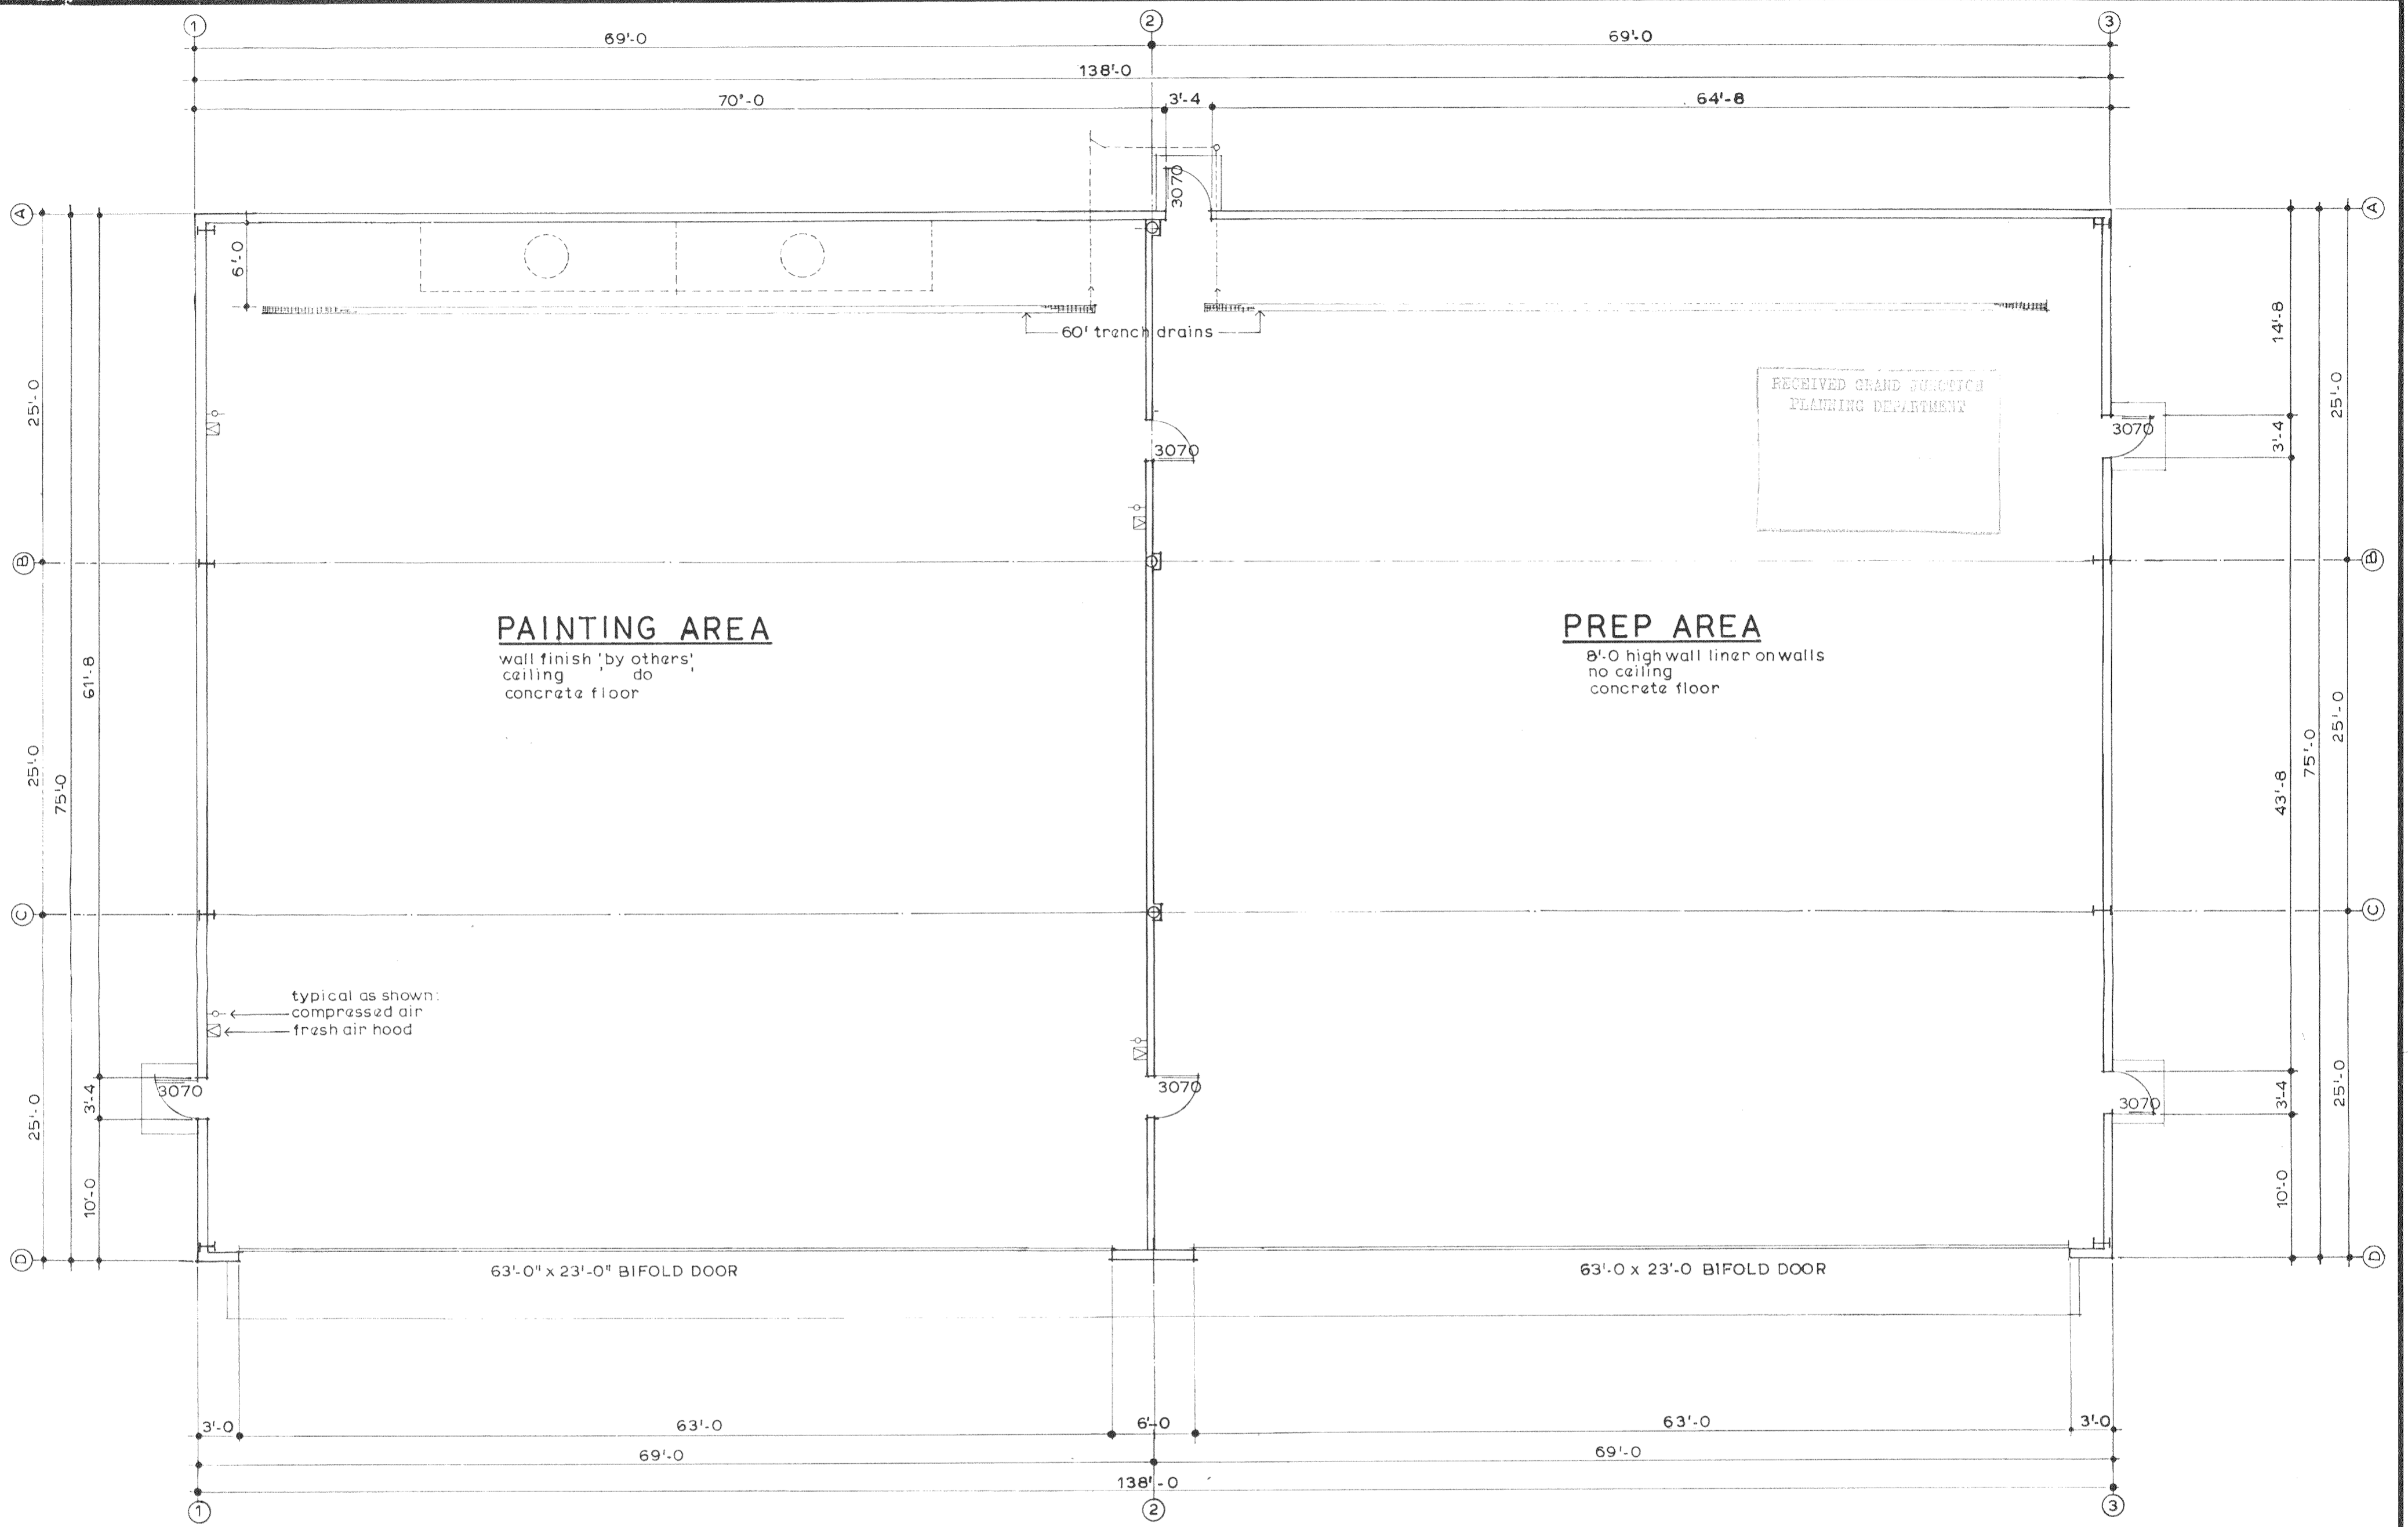 1
2
3
69'-0
69'-0
138'-0
70'-0
3'-4
64'-8
3070
A
A
6'-0
60' trench drains
14'-8
RECEIVED GRAND JUNCTION
PLANNING DEPARTMENT
25'-0
25'-0
3070
3'-4
3070
B
B
PAINTING AREA
wall finish 'by others'
ceiling ' do '
concrete floor
PREP AREA
8'-0 high wall liner on walls
no ceiling
concrete floor
61'-8
25'-0
75'-0
25'-0
75'-0
43'-8
C
C
typical as shown:
compressed air
fresh air hood
3070
3070
3070
25'-0
3'-4
3'-4
25'-0
10'-0
10'-0
D
D
63'-0" x 23'-0" BIFOLD DOOR
63'-0 x 23'-0 BIFOLD DOOR
3'-0
63'-0
6'-0
63'-0
3'-0
69'-0
69'-0
138'-0
1
2
3